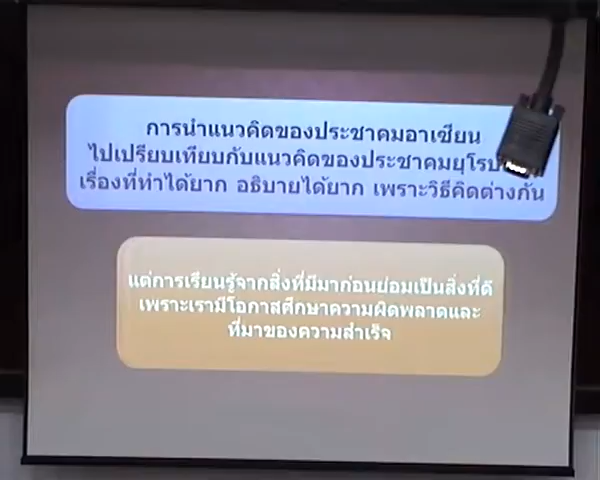 การนำแนวคิดของประชาคมอาเซียน
ไปเปรียบเทียบกับแนวคิดของประชาคมยุโรป
เรื่องที่ทำได้ยาก อธิบายได้ยาก เพราะวิธีคิดต่างกัน
แต่การเรียนรู้จากสิ่งที่มีมาก่อนย่อมเป็นสิ่งที่ดี
เพราะเรามีโอกาสศึกษาความผิดพลาดและ
ที่มาของความสำเร็จ